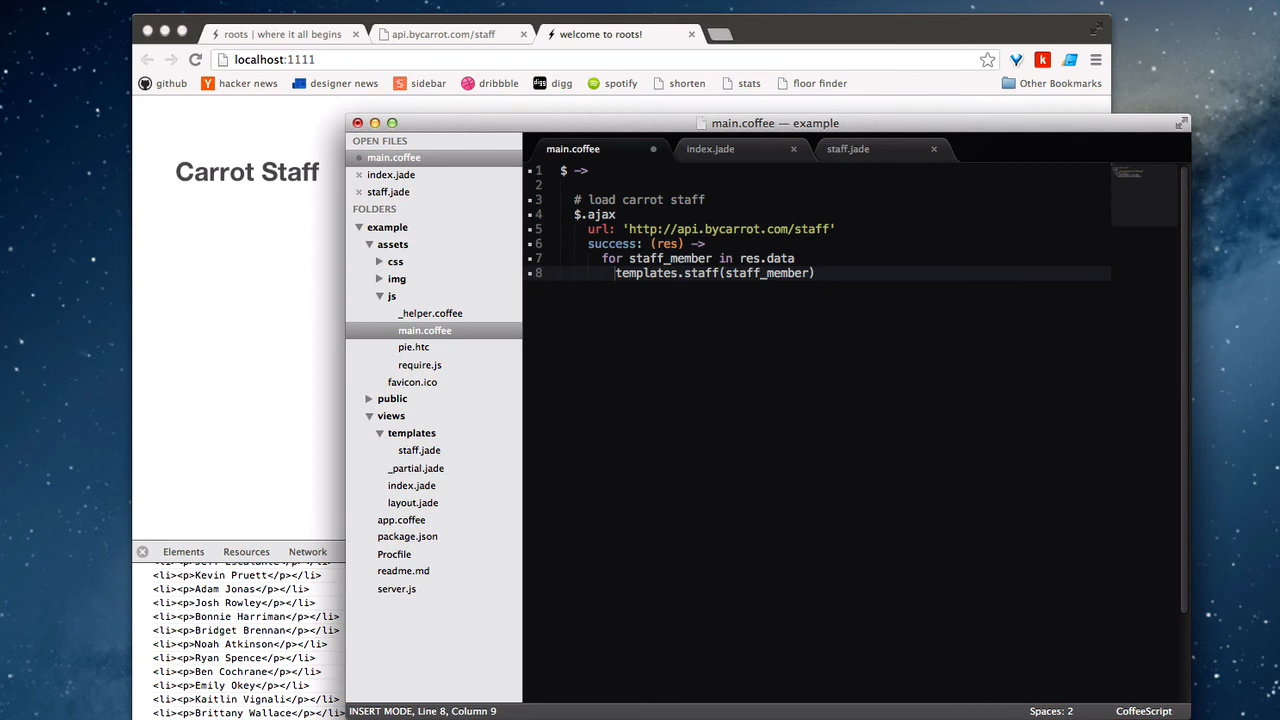 roots | where it all begins
api.bycarrot.com/staff
welcome to roots!
localhost:1111
github
hacker news
designer news
sidebar
dribbble
digg
spotify
shorten
stats
floor finder
Other Bookmarks
Carrot Staff
main.coffee — example
OPEN FILES
main.coffee
index.jade
staff.jade
FOLDERS
example
assets
css
img
js
_helper.coffee
main.coffee
pie.htc
require.js
favicon.ico
public
views
templates
staff.jade
_partial.jade
index.jade
layout.jade
app.coffee
package.json
Procfile
readme.md
server.js
main.coffee
index.jade
staff.jade
1 $ ->
2
3 # load carrot staff
4 $.ajax
5 url: 'http://api.bycarrot.com/staff'
6 success: (res) ->
7 for staff_member in res.data
8 templates.staff(staff_member)
Elements
Resources
Network
<li><p>Kevin Pruett</p></li>
<li><p>Adam Jonas</p></li>
<li><p>Josh Rowley</p></li>
<li><p>Bonnie Harriman</p></li>
<li><p>Bridget Brennan</p></li>
<li><p>Noah Atkinson</p></li>
<li><p>Ryan Spence</p></li>
<li><p>Ben Cochrane</p></li>
<li><p>Emily Okey</p></li>
<li><p>Kaitlin Vignali</p></li>
<li><p>Brittany Wallace</p></li>
INSERT MODE, Line 8, Column 9
Spaces: 2
CoffeeScript